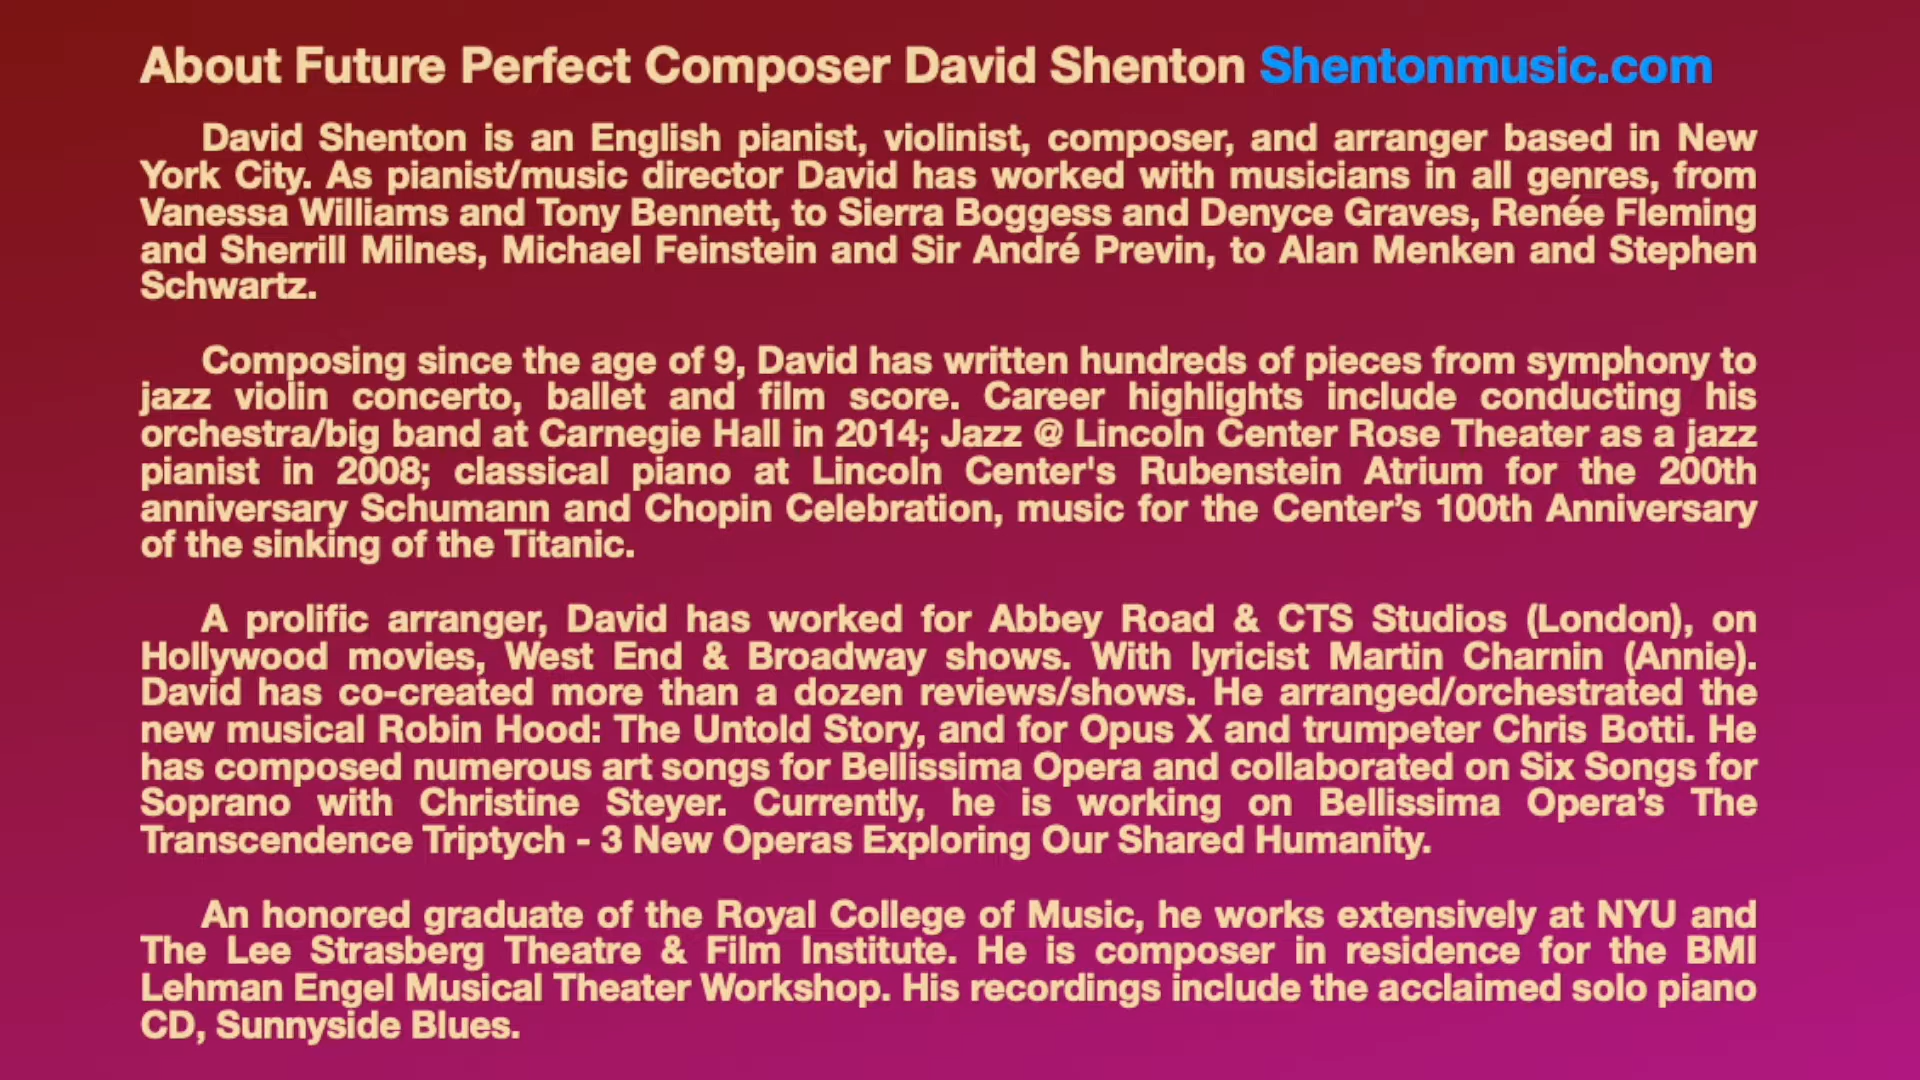 About Future Perfect Composer David Shenton Shentonmusic.com
David Shenton is an English pianist, violinist, composer, and arranger based in New
York City. As pianist/music director David has worked with musicians in all genres, from
Vanessa Williams and Tony Bennett, to Sierra Boggess and Denyce Graves, Renée Fleming
and Sherrill Milnes, Michael Feinstein and Sir André Previn, to Alan Menken and Stephen
Schwartz.
Composing since the age of 9, David has written hundreds of pieces from symphony to
jazz violin concerto, ballet and film score. Career highlights include conducting his
orchestra/big band at Carnegie Hall in 2014; Jazz @ Lincoln Center Rose Theater as a jazz
pianist in 2008; classical piano at Lincoln Center's Rubenstein Atrium for the 200th
anniversary Schumann and Chopin Celebration, music for the Center’s 100th Anniversary
of the sinking of the Titanic.
A prolific arranger, David has worked for Abbey Road & CTS Studios (London), on
Hollywood movies, West End & Broadway shows. With lyricist Martin Charnin (Annie).
David has co-created more than a dozen reviews/shows. He arranged/orchestrated the
new musical Robin Hood: The Untold Story, and for Opus X and trumpeter Chris Botti. He
has composed numerous art songs for Bellissima Opera and collaborated on Six Songs for
Soprano with Christine Steyer. Currently, he is working on Bellissima Opera’s The
Transcendence Triptych - 3 New Operas Exploring Our Shared Humanity.
An honored graduate of the Royal College of Music, he works extensively at NYU and
The Lee Strasberg Theatre & Film Institute. He is composer in residence for the BMI
Lehman Engel Musical Theater Workshop. His recordings include the acclaimed solo piano
CD, Sunnyside Blues.